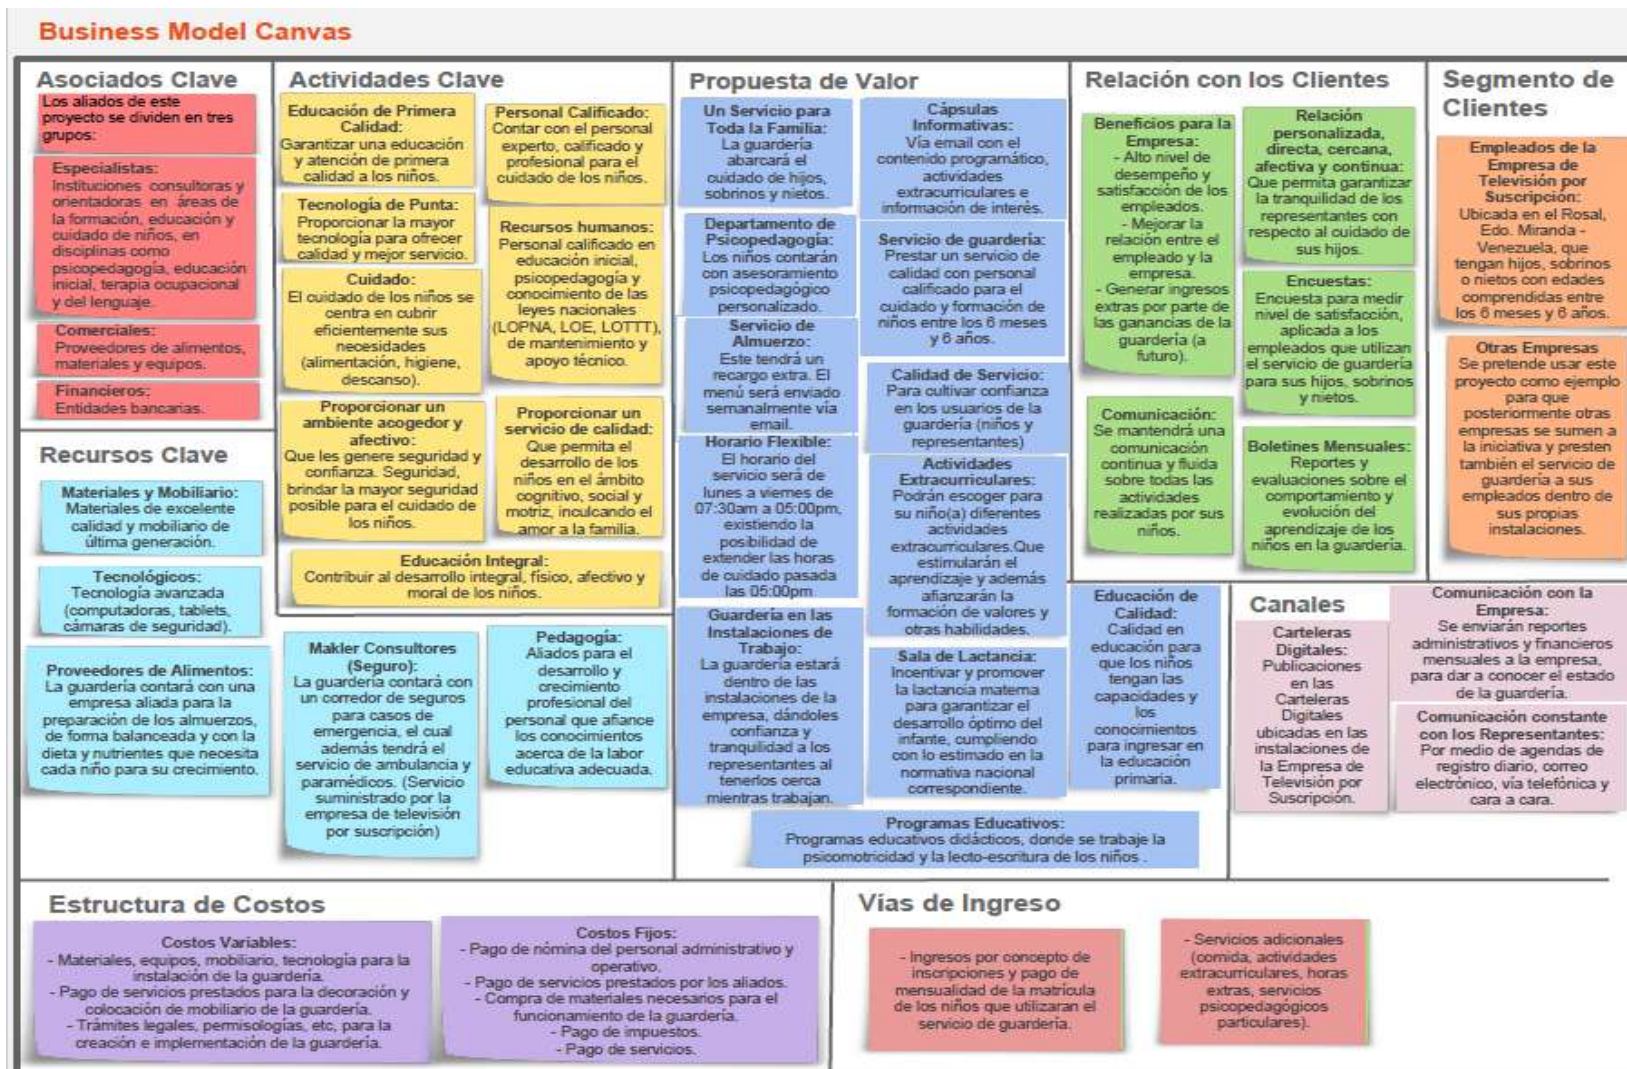 Business Model Canvas
Asociados Clave
Los aliados de este
proyecto se dividen en tres
grupos:
Especialistas:
Instituciones consultoras y
orientadoras en áreas de
la formación, educación y
cuidado de niños, en
disciplinas como
psicopedagogía, educación
inicial, terapia ocupacional
y del lenguaje.
Comerciales:
Proveedores de alimentos,
materiales y equipos.
Financieros:
Entidades bancarias.
Recursos Clave
Materiales y Mobiliario:
Materiales de excelente
calidad y mobiliario de
última generación.
Tecnológicos:
Tecnología avanzada
(computadoras, tablets,
cámaras de seguridad).
Proveedores de Alimentos:
La guardería contará con una
empresa aliada para la
preparación de los almuerzos,
de forma balanceada y con la
dieta y nutrientes que necesita
cada niño para su crecimiento.
Makler Consultores
(Seguro):
La guardería contará con
un corredor de seguros
para casos de
emergencia, el cual
además tendrá el
servicio de ambulancia y
paramédicos. (Servicio
suministrado por la
empresa de televisión
por suscripción)
Pedagogía:
Aliados para el
desarrollo y
crecimiento
profesional del
personal que afiance
los conocimientos
acerca de la labor
educativa adecuada.
Actividades Clave
Educación de Primera
Calidad:
Garantizar una educación
y atención de primera
calidad a los niños.
Tecnología de Punta:
Proporcionar la mayor
tecnología para ofrecer
calidad y mejor servicio.
Cuidado:
El cuidado de los niños se
centra en cubrir
eficientemente sus
necesidades
(alimentación, higiene,
descanso).
Proporcionar un
ambiente acogedor y
afectivo:
Que les genere seguridad y
confianza. Seguridad,
brindar la mayor seguridad
posible para el cuidado de
los niños.
Personal Calificado:
Contar con el personal
experto, calificado y
profesional para el
cuidado de los niños.
Recursos humanos:
Personal calificado en
educación inicial,
psicopedagogía y
conocimiento de las
leyes nacionales
(LOPNA, LOE, LOTTT),
de mantenimiento y
apoyo técnico.
Proporcionar un
servicio de calidad:
Que permita el
desarrollo de los
niños en el ámbito
cognitivo, social y
motriz, inculcando el
amor a la familia.
Educación Integral:
Contribuir al desarrollo integral, físico, afectivo y
moral de los niños.
Propuesta de Valor
Un Servicio para
Toda la Familia:
La guardería
abarcará el
cuidado de hijos,
sobrinos y nietos.
Departamento de
Psicopedagogía:
Los niños contarán
con asesoramiento
psicopedagógico
personalizado.
Servicio de
Almuerzo:
Este tendrá un
recargo extra. El
menú será enviado
semanalmente vía
email.
Horario Flexible:
El horario del
servicio será de
lunes a viernes de
07:30am a 05:00pm,
existiendo la
posibilidad de
extender las horas
de cuidado pasada
las 05:00pm
Guardería en las
Instalaciones de
Trabajo:
La guardería estará
dentro de las
instalaciones de la
empresa, dándoles
confianza y
tranquilidad a los
representantes al
tenerlos cerca
mientras trabajan.
Cápsulas
Informativas:
Vía email con el
contenido programático,
actividades
extracurriculares e
información de interés.
Servicio de guardería:
Prestar un servicio de
calidad con personal
calificado para el
cuidado y formación de
niños entre los 6 meses
y 6 años.
Calidad de Servicio:
Para cultivar confianza
en los usuarios de la
guardería (niños y
representantes)
Actividades
Extracurriculares:
Podrán escoger para
su niño(a) diferentes
actividades
extracurriculares.Que
estimularán el
aprendizaje y además
afianzarán la
formación de valores y
otras habilidades.
Sala de Lactancia:
Incentivar y promover
la lactancia materna
para garantizar el
desarrollo óptimo del
infante, cumpliendo
con lo estimado en la
normativa nacional
correspondiente.
Educación de
Calidad:
Calidad en
educación para
que los niños
tengan las
capacidades y
los
conocimientos
para ingresar en
la educación
primaria.
Programas Educativos:
Programas educativos didácticos, donde se trabaje la
psicomotricidad y la lecto-escritura de los niños .
Relación con los Clientes
Beneficios para la
Empresa:
- Alto nivel de
desempeño y
satisfacción de los
empleados.
- Mejorar la
relación entre el
empleado y la
empresa.
- Generar ingresos
extras por parte de
las ganancias de la
guardería (a
futuro).
Comunicación:
Se mantendrá una
comunicación
continua y fluida
sobre todas las
actividades
realizadas por sus
niños.
Relación
personalizada,
directa, cercana,
afectiva y continua:
Que permita garantizar
la tranquilidad de los
representantes con
respecto al cuidado de
sus hijos.
Encuestas:
Encuesta para medir
nivel de satisfacción,
aplicada a los
empleados que utilizan
el servicio de guardería
para sus hijos, sobrinos
y nietos.
Boletines Mensuales:
Reportes y
evaluaciones sobre el
comportamiento y
evolución del
aprendizaje de los
niños en la guardería.
Segmento de
Clientes
Empleados de la
Empresa de
Televisión por
Suscripción:
Ubicada en el Rosal,
Edo. Miranda -
Venezuela, que
tengan hijos, sobrinos
o nietos con edades
comprendidas entre
los 6 meses y 6 años.
Otras Empresas
Se pretende usar este
proyecto como ejemplo
para que
posteriormente otras
empresas se sumen a
la iniciativa y presten
también el servicio de
guardería a sus
empleados dentro de
sus propias
instalaciones.
Canales
Carteleras
Digitales:
Publicaciones
en las
Carteleras
Digitales
ubicadas en las
instalaciones de
la Empresa de
Televisión por
Suscripción.
Comunicación con la
Empresa:
Se enviarán reportes
administrativos y financieros
mensuales a la empresa,
para dar a conocer el estado
de la guardería.
Comunicación constante
con los Representantes:
Por medio de agendas de
registro diario, correo
electrónico, vía telefónica y
cara a cara.
Estructura de Costos
Costos Variables:
- Materiales, equipos, mobiliario, tecnología para la
instalación de la guardería.
- Pago de servicios prestados para la decoración y
colocación de mobiliario de la guardería.
- Trámites legales, permisologías, etc, para la
creación e implementación de la guardería.
Costos Fijos:
- Pago de nómina del personal administrativo y
operativo.
- Pago de servicios prestados por los aliados.
- Compra de materiales necesarios para el
funcionamiento de la guardería.
- Pago de impuestos.
- Pago de servicios.
Vías de Ingreso
- Ingresos por concepto de
inscripciones y pago de
mensualidad de la matrícula
de los niños que utilizaran el
servicio de guardería.
- Servicios adicionales
(comida, actividades
extracurriculares, horas
extras, servicios
psicopedagógicos
particulares).